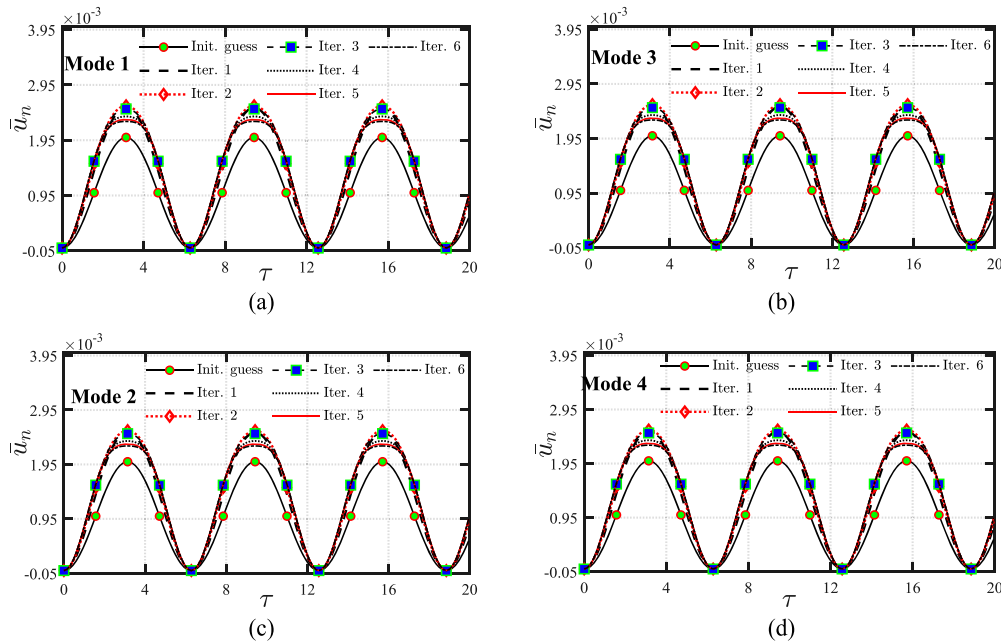 ×10⁻³
3.95
2.95
1.95
0.95
-0.05
ū_n
Mode 1
Init. guess
Iter. 1
Iter. 2
Iter. 3
Iter. 4
Iter. 5
Iter. 6
0 4 8 12 16 20
τ
(a)
×10⁻³
3.95
2.95
1.95
0.95
-0.05
ū_n
Mode 3
Init. guess
Iter. 1
Iter. 2
Iter. 3
Iter. 4
Iter. 5
Iter. 6
0 4 8 12 16 20
τ
(b)
×10⁻³
3.95
2.95
1.95
0.95
-0.05
ū_n
Mode 2
Init. guess
Iter. 1
Iter. 2
Iter. 3
Iter. 4
Iter. 5
Iter. 6
0 4 8 12 16 20
τ
(c)
×10⁻³
3.95
2.95
1.95
0.95
-0.05
ū_n
Mode 4
Init. guess
Iter. 1
Iter. 2
Iter. 3
Iter. 4
Iter. 5
Iter. 6
0 4 8 12 16 20
τ
(d)